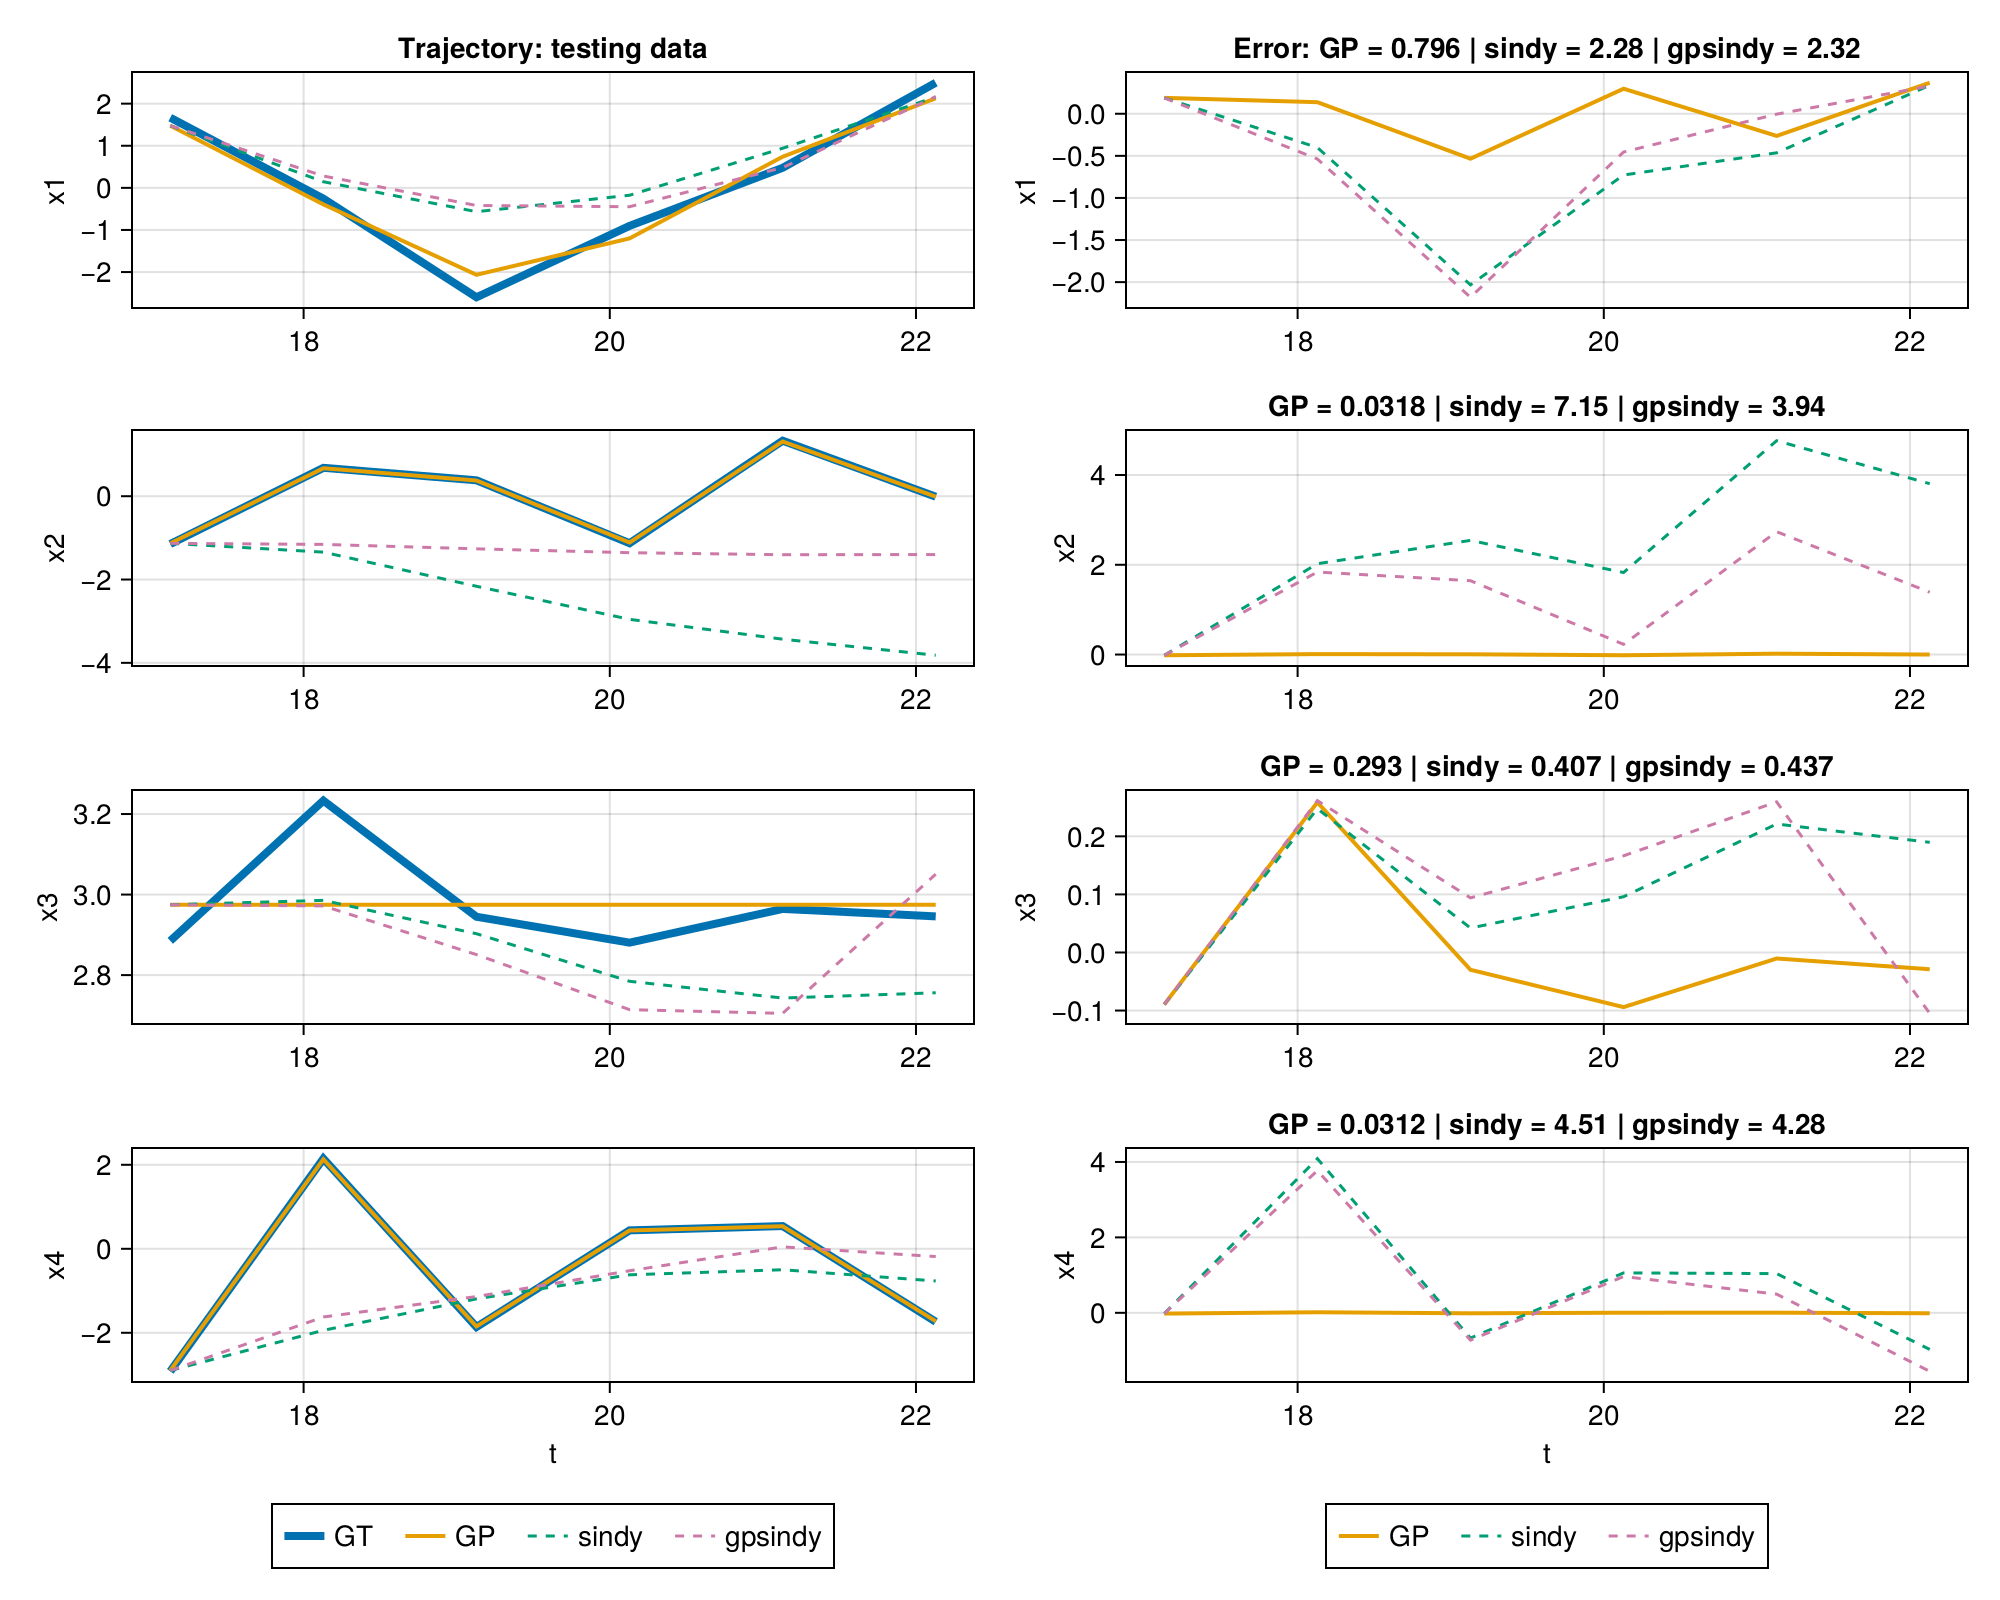 Trajectory: testing data
x1
2
1
0
−1
−2
18 20 22
Error: GP = 0.796 | sindy = 2.28 | gpsindy = 2.32
x1
0.0
−0.5
−1.0
−1.5
−2.0
18 20 22
x2
0
−2
−4
18 20 22
GP = 0.0318 | sindy = 7.15 | gpsindy = 3.94
x2
4
2
0
18 20 22
x3
3.2
3.0
2.8
18 20 22
GP = 0.293 | sindy = 0.407 | gpsindy = 0.437
x3
0.2
0.1
0.0
−0.1
18 20 22
x4
2
0
−2
18 20 22
t
GP = 0.0312 | sindy = 4.51 | gpsindy = 4.28
x4
4
2
0
18 20 22
t
GT GP sindy gpsindy
GP sindy gpsindy